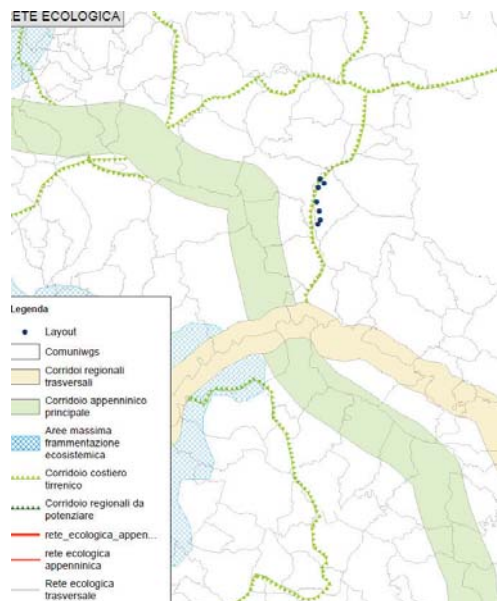 RETE ECOLOGICA
Legenda
Layout
Comuniwgs
Corridoi regionali
trasversali
Corridoio appenninico
principale
Aree massima
frammentazione
ecosistemica
Corridoio costiero
tirrenico
Corridoio regionali da
potenziare
rete_ecologica_appen...
rete ecologica
appenninica
Rete ecologica
trasversale